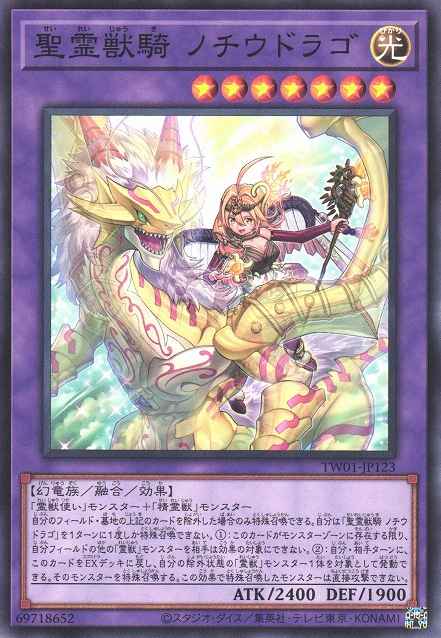 聖霊獣騎 ノチウドラゴ
光
TW01-JP123
【幻竜族／融合／効果】
「霊獣使い」モンスター＋「精霊獣」モンスター
自分のフィールド・墓地の上記のカードを除外した場合のみ特殊召喚できる。自分は「聖霊獣騎 ノチウ
ドラゴ」を1ターンに1度しか特殊召喚できない。①：このカードがモンスターゾーンに存在する限り、
自分フィールドの他の「霊獣」モンスターを相手は効果の対象にできない。②：自分・相手ターンに、
このカードをEXデッキに戻し、自分の除外状態の「霊獣」モンスター1体を対象として発動で
きる。そのモンスターを特殊召喚する。この効果で特殊召喚したモンスターは直接攻撃できない。
ATK/2400 DEF/1900
69718652
©スタジオ・ダイス／集英社・テレビ東京・KONAMI